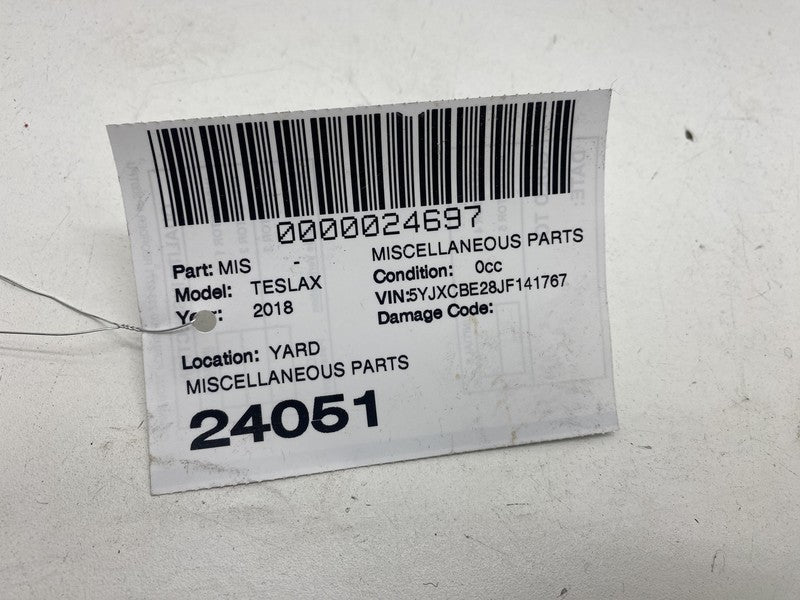 0000024697
Part: MIS - MISCELLANEOUS PARTS
Model: TESLAX Condition: 0cc
Year: 2018 VIN:5YJXCBE28JF141767
Damage Code:
Location: YARD
MISCELLANEOUS PARTS
24051
DATE: